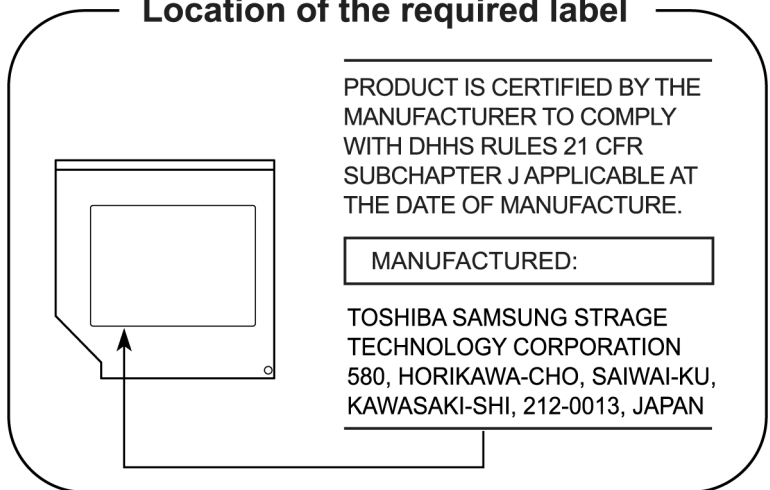 Location of the required label
PRODUCT IS CERTIFIED BY THE
MANUFACTURER TO COMPLY
WITH DHHS RULES 21 CFR
SUBCHAPTER J APPLICABLE AT
THE DATE OF MANUFACTURE.
MANUFACTURED:
TOSHIBA SAMSUNG STRAGE
TECHNOLOGY CORPORATION
580, HORIKAWA-CHO, SAIWAI-KU,
KAWASAKI-SHI, 212-0013, JAPAN